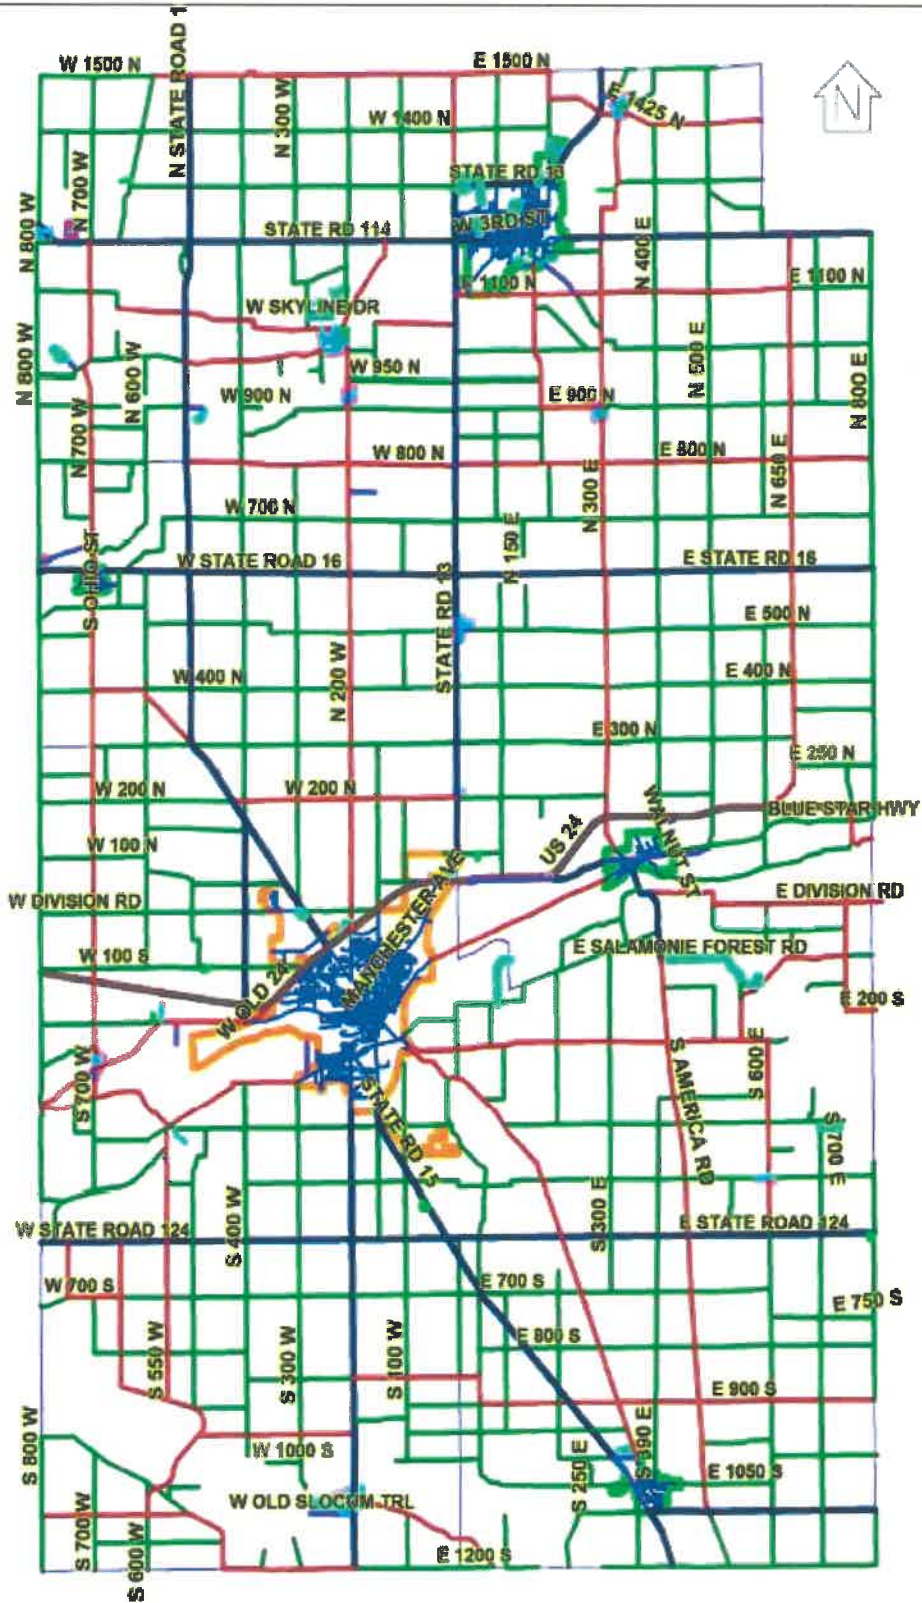 W 1500 N
E 1500 N
N STATE ROAD 1
N 300 W
W 1400 N
E 1425 N
N
N 700 W
STATE RD 13
N 800 W
STATE RD 114
W 3RD ST
N 400 E
E 1100 N
E 1100 N
W SKYLINE DR
N 800 W
N 600 W
W 950 N
N 500 E
N 800 E
W 900 N
E 900 N
N 700 W
W 800 N
E 800 N
N 650 E
N 300 E
W 700 N
N 150 E
S OHIO ST
W STATE ROAD 16
E STATE RD 16
STATE RD 13
E 500 N
W 400 N
N 200 W
E 400 N
E 300 N
E 250 N
W 200 N
W 200 N
WALNUT ST
BLUE STAR HWY
US 24
W 100 N
MANCHESTER AVE
W DIVISION RD
E DIVISION RD
W 100 S
E SALAMONIE FOREST RD
W OLD 24
E 200 S
S 700 W
S AMERICA RD
S 600 E
STATE RD 15
S 700 E
S 400 W
S 300 E
W STATE ROAD 124
E STATE ROAD 124
W 700 S
E 700 S
E 750 S
E 800 S
S 550 W
S 300 W
S 100 W
E 900 S
S 800 W
W 1000 S
S 250 E
S 390 E
E 1050 S
W OLD SLOCUM TRL
S 700 W
S 600 W
E 1200 S